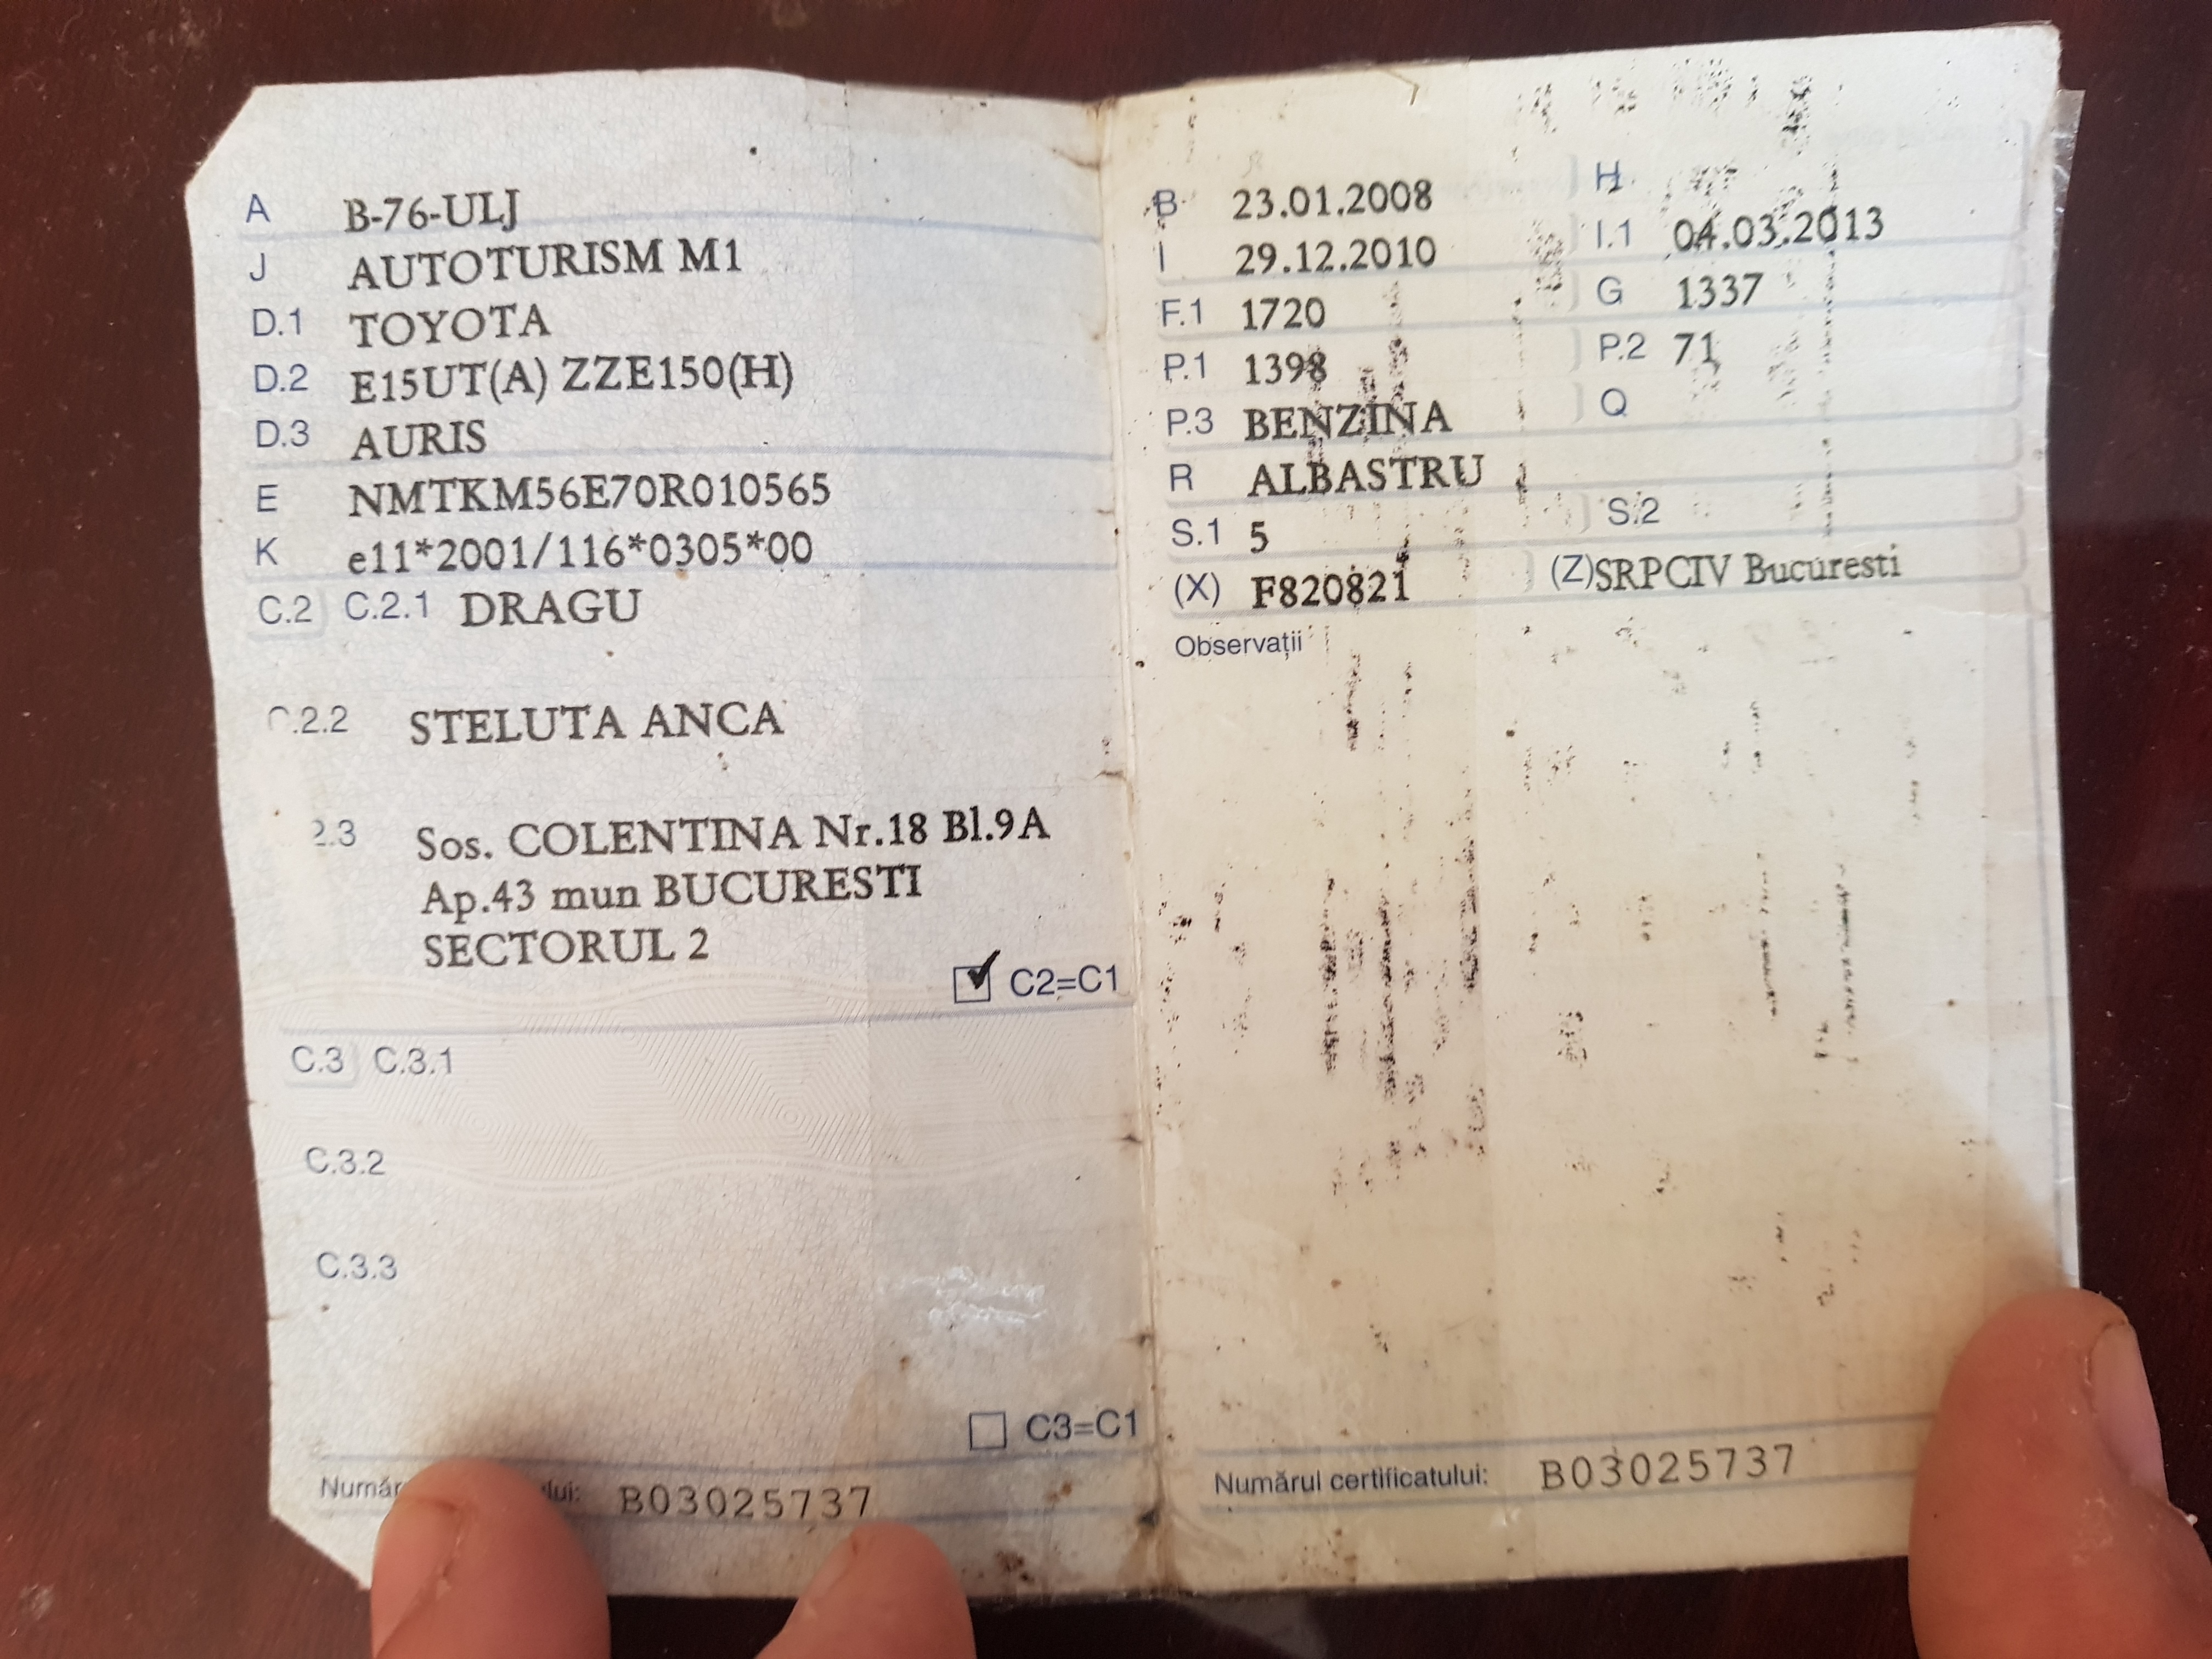 A B-76-ULJ
J AUTOTURISM M1
D.1 TOYOTA
D.2 E15UT(A) ZZE150(H)
D.3 AURIS
E NMTKM56E70R010565
K e11*2001/116*0305*00
C.2 C.2.1 DRAGU
C.2.2 STELUTA ANCA
2.3 Sos. COLENTINA Nr.18 Bl.9A
Ap.43 mun BUCURESTI
SECTORUL 2
C2=C1
C.3 C.3.1
C.3.2
C.3.3
C3=C1
Număr lui: B03025737
B 23.01.2008 H
I 29.12.2010 I.1 04.03.2013
F.1 1720 G 1337
P.1 1398 P.2 71
P.3 BENZINA Q
R ALBASTRU
S.1 5 S.2
(X) F820821 (Z)SRPCIV Bucuresti
Observații
Numărul certificatului: B03025737